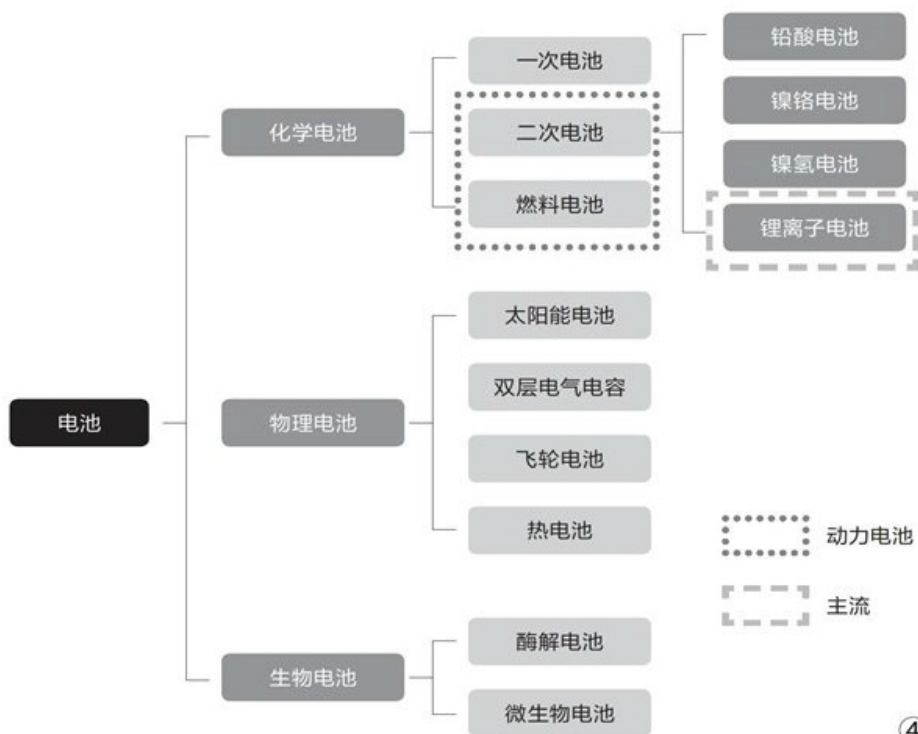 电池
化学电池
一次电池
二次电池
燃料电池
铅酸电池
镍铬电池
镍氢电池
锂离子电池
物理电池
太阳能电池
双层电气电容
飞轮电池
热电池
生物电池
酶解电池
微生物电池
动力电池
主流
④